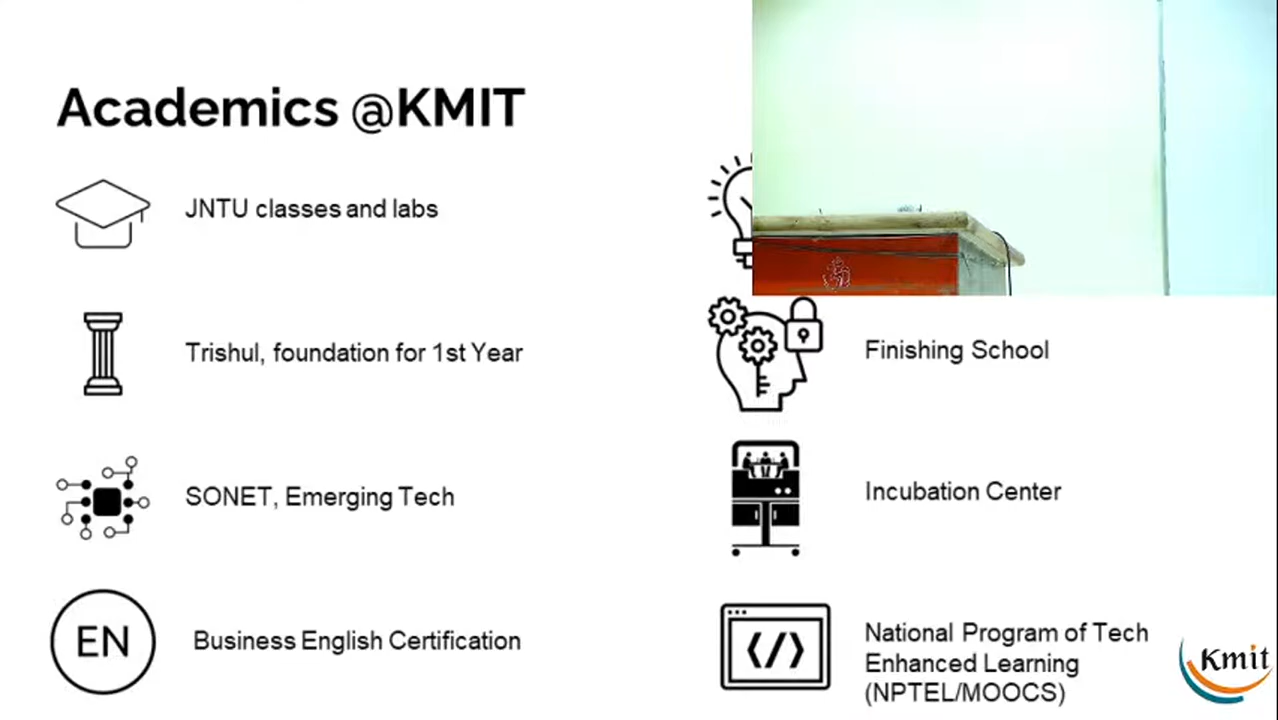 Academics @KMIT
JNTU classes and labs
Trishul, foundation for 1st Year
SONET, Emerging Tech
EN
Business English Certification
Finishing School
Incubation Center
</>
National Program of Tech
Enhanced Learning
(NPTEL/MOOCS)
Kmit